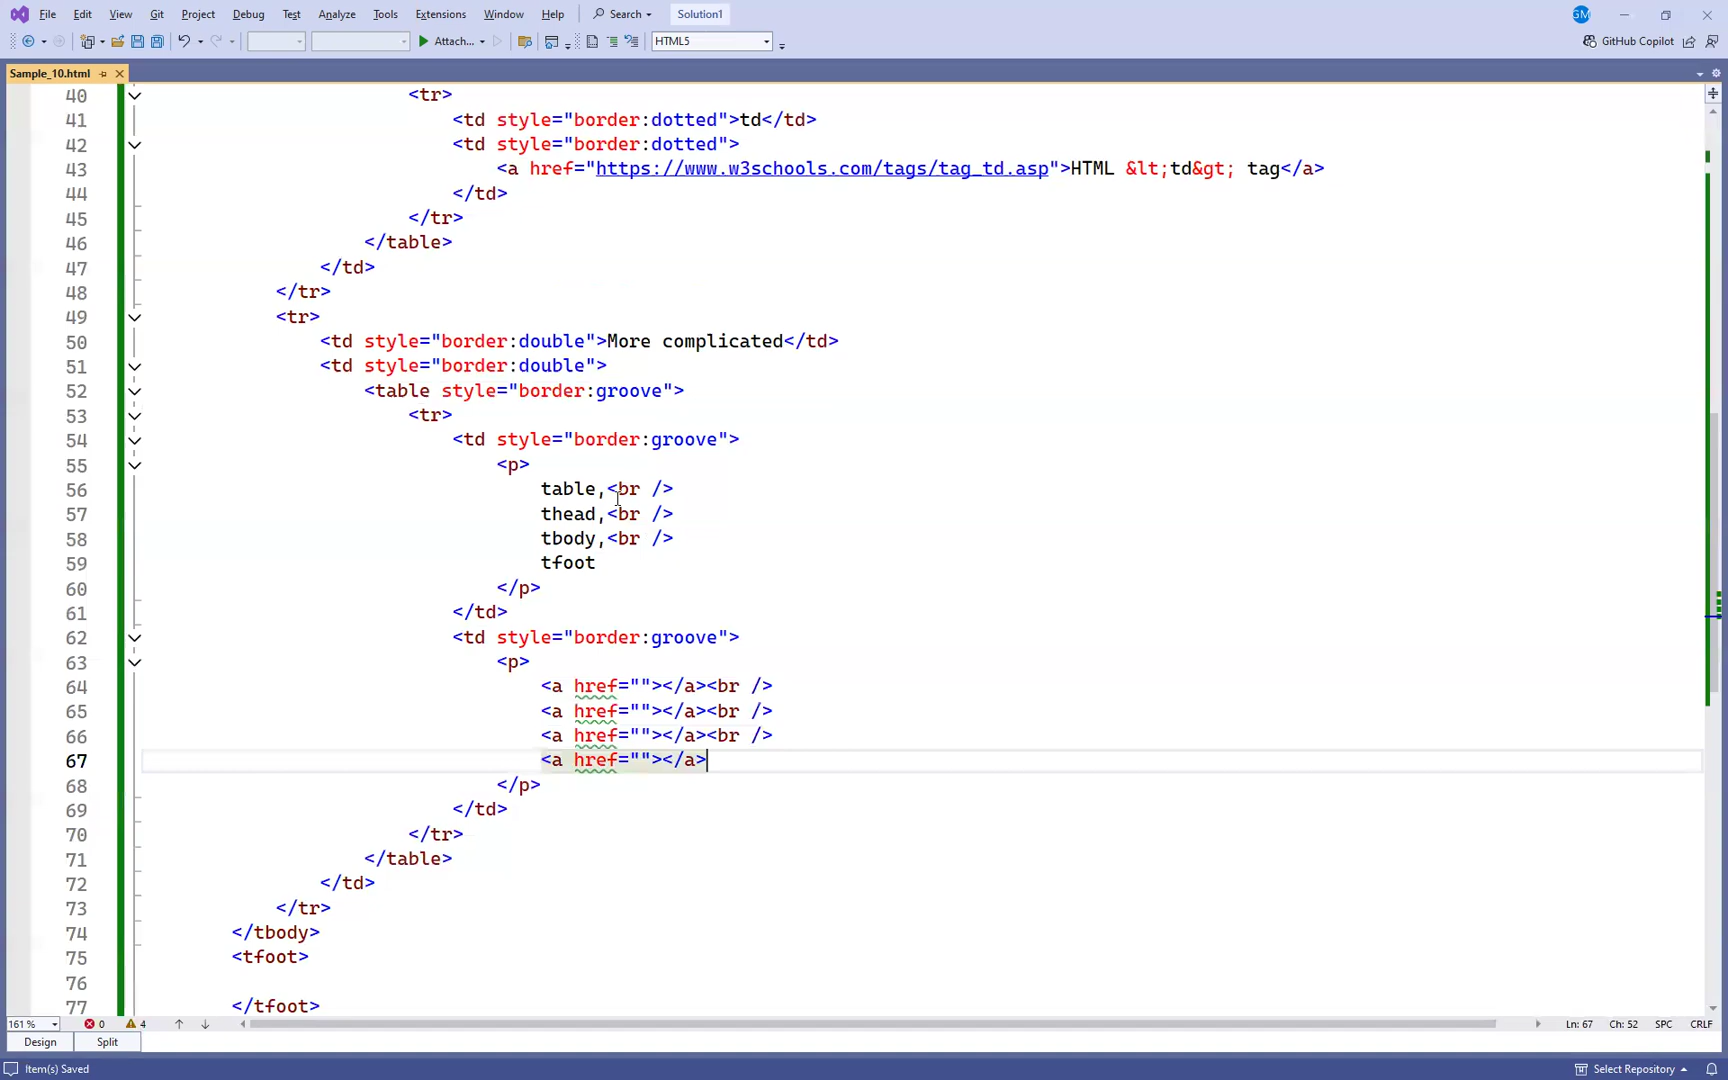 File Edit View Git Project Debug Test Analyze Tools Extensions Window Help Search Solution1 GM
Attach... HTML5 GitHub Copilot
Sample_10.html
40 <tr>
41 <td style="border:dotted">td</td>
42 <td style="border:dotted">
43 <a href="https://www.w3schools.com/tags/tag_td.asp">HTML &lt;td&gt; tag</a>
44 </td>
45 </tr>
46 </table>
47 </td>
48 </tr>
49 <tr>
50 <td style="border:double">More complicated</td>
51 <td style="border:double">
52 <table style="border:groove">
53 <tr>
54 <td style="border:groove">
55 <p>
56 table,<br />
57 thead,<br />
58 tbody,<br />
59 tfoot
60 </p>
61 </td>
62 <td style="border:groove">
63 <p>
64 <a href=""></a><br />
65 <a href=""></a><br />
66 <a href=""></a><br />
67 <a href=""></a>
68 </p>
69 </td>
70 </tr>
71 </table>
72 </td>
73 </tr>
74 </tbody>
75 <tfoot>
76
77 </tfoot>
161 % 0 4 Ln: 67 Ch: 52 SPC CRLF
Design Split
Item(s) Saved Select Repository